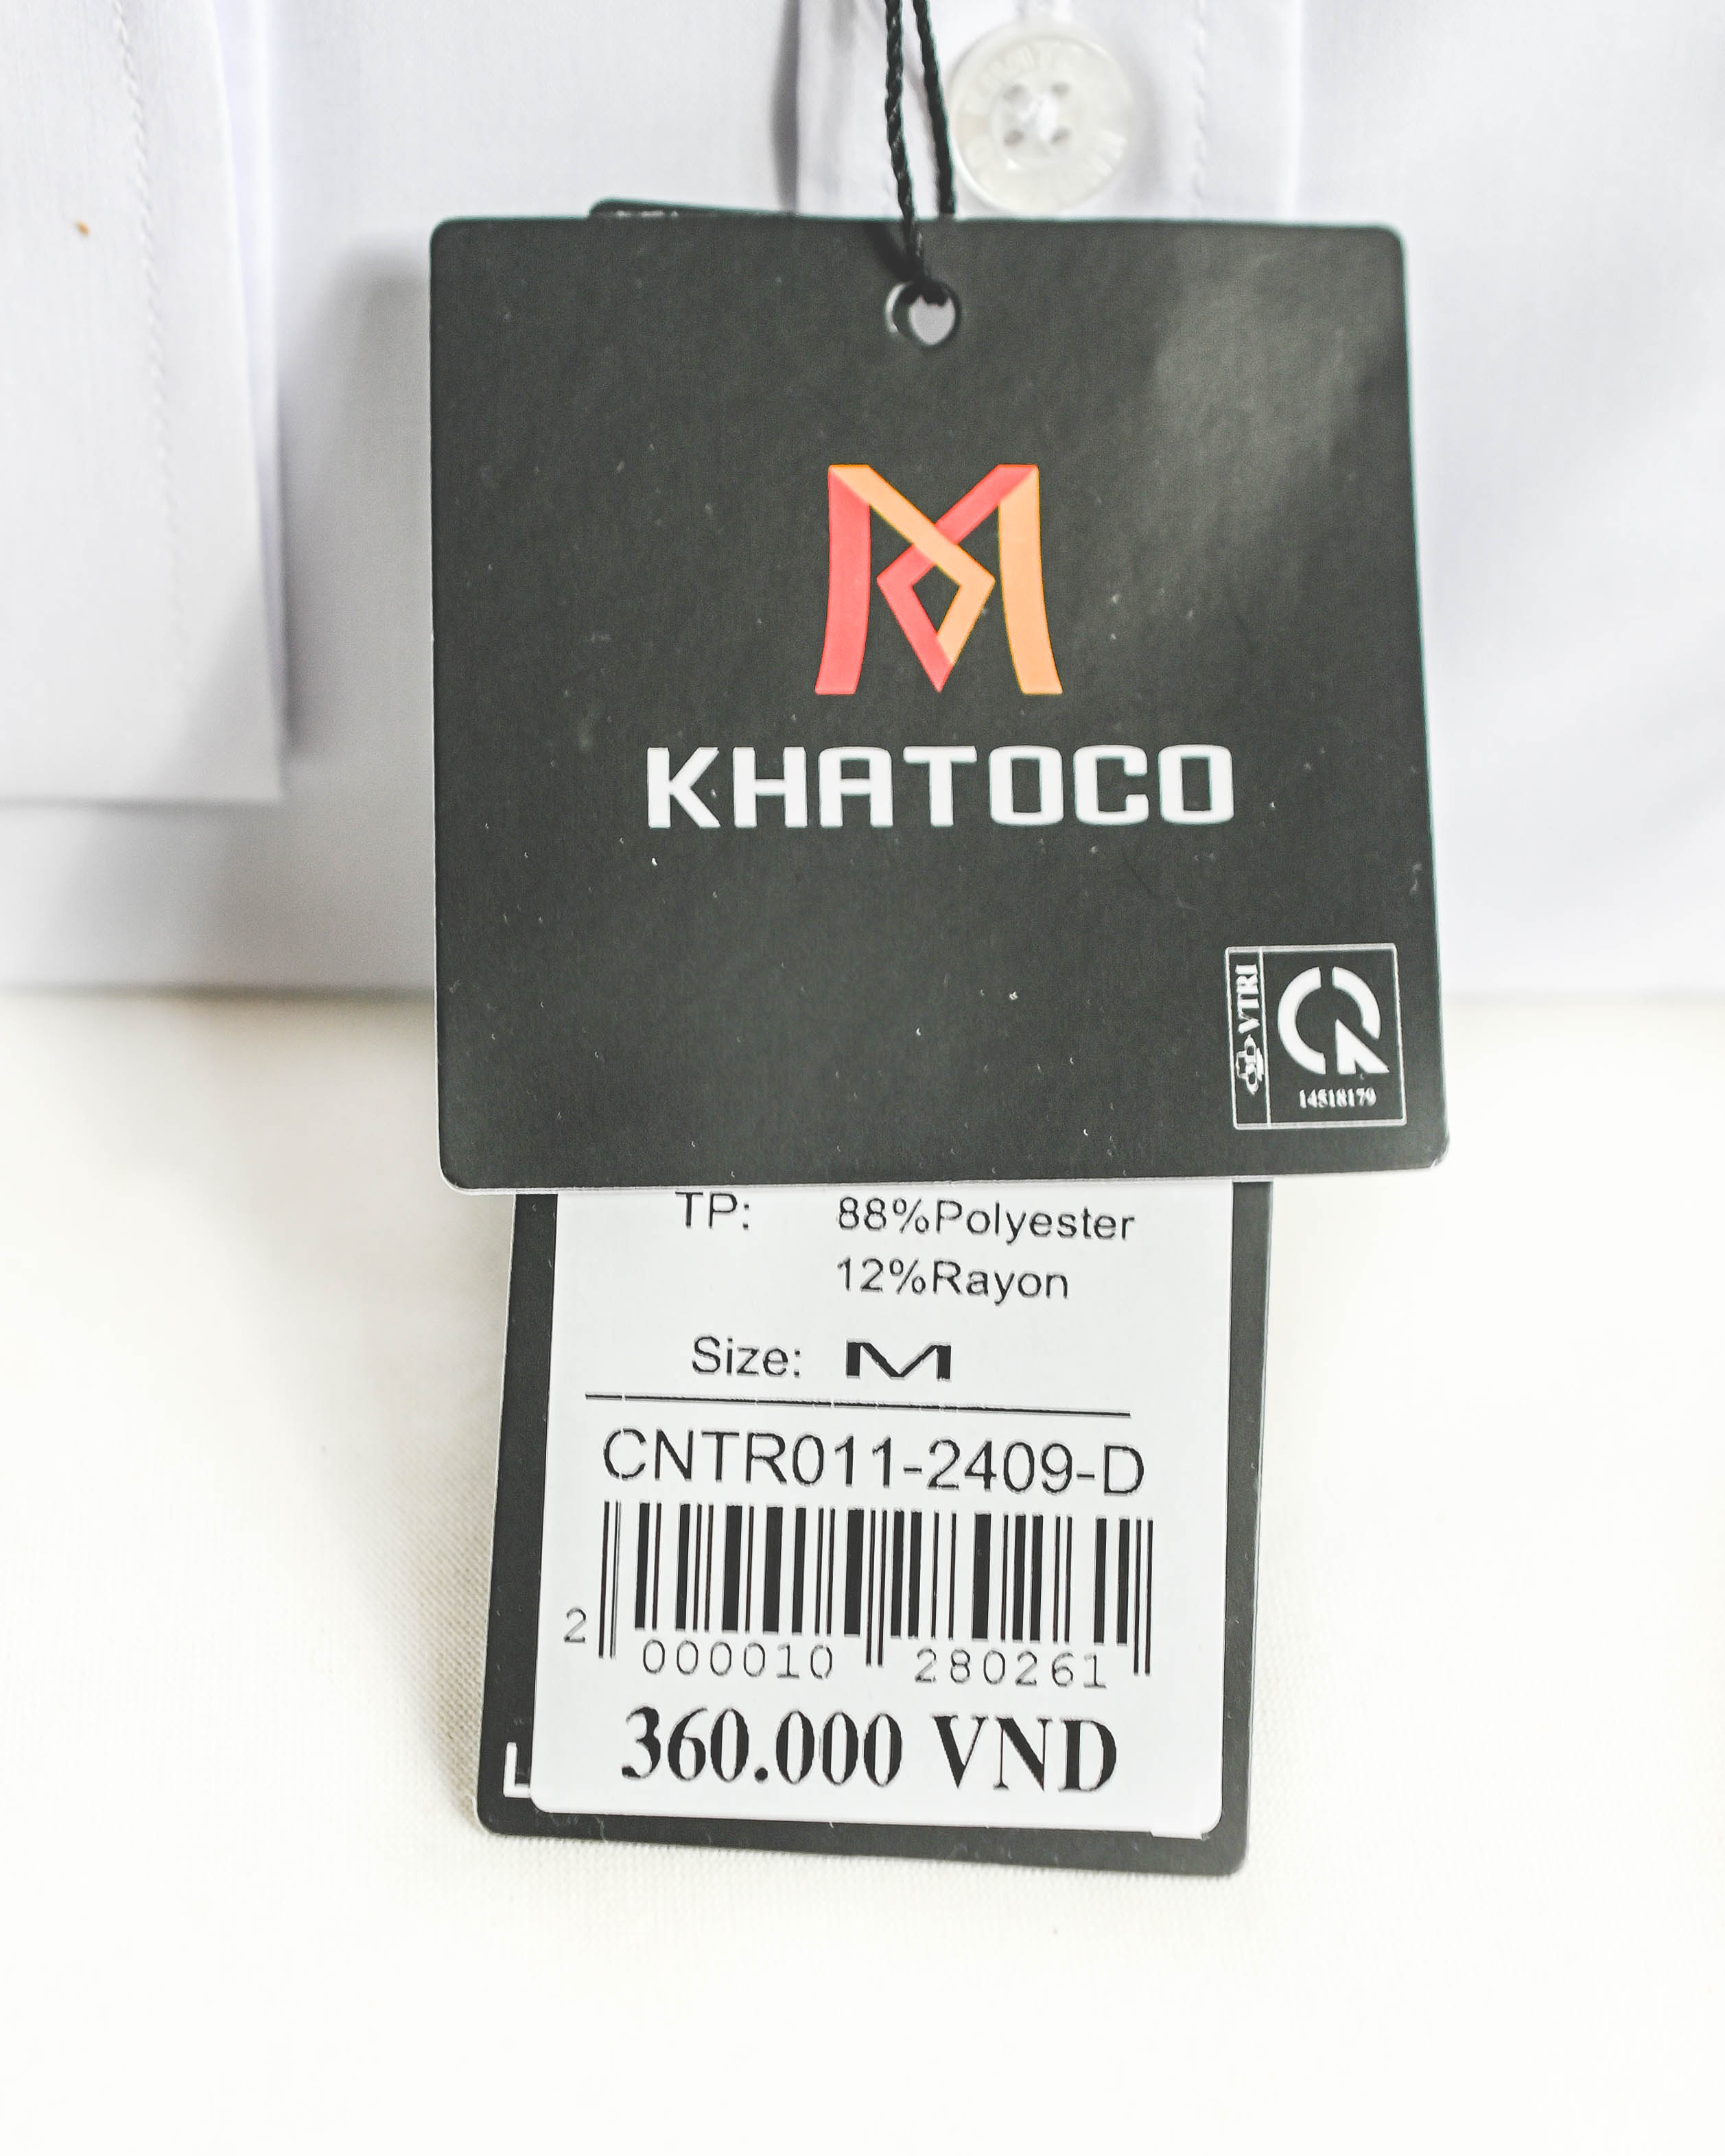 KHATOCO
VTRI
14518179
TP: 88%Polyester
12%Rayon
Size: M
CNTR011-2409-D
2 000010 280261
360.000 VND